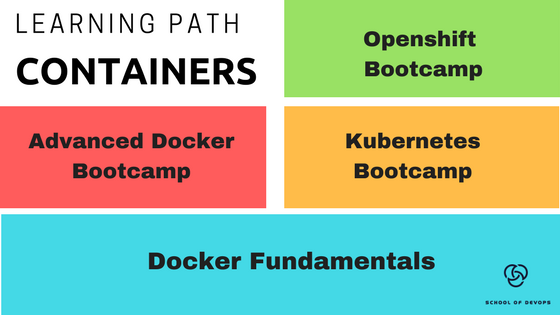 LEARNING PATH
CONTAINERS
Openshift
Bootcamp
Advanced Docker
Bootcamp
Kubernetes
Bootcamp
Docker Fundamentals
SCHOOL OF DEVOPS